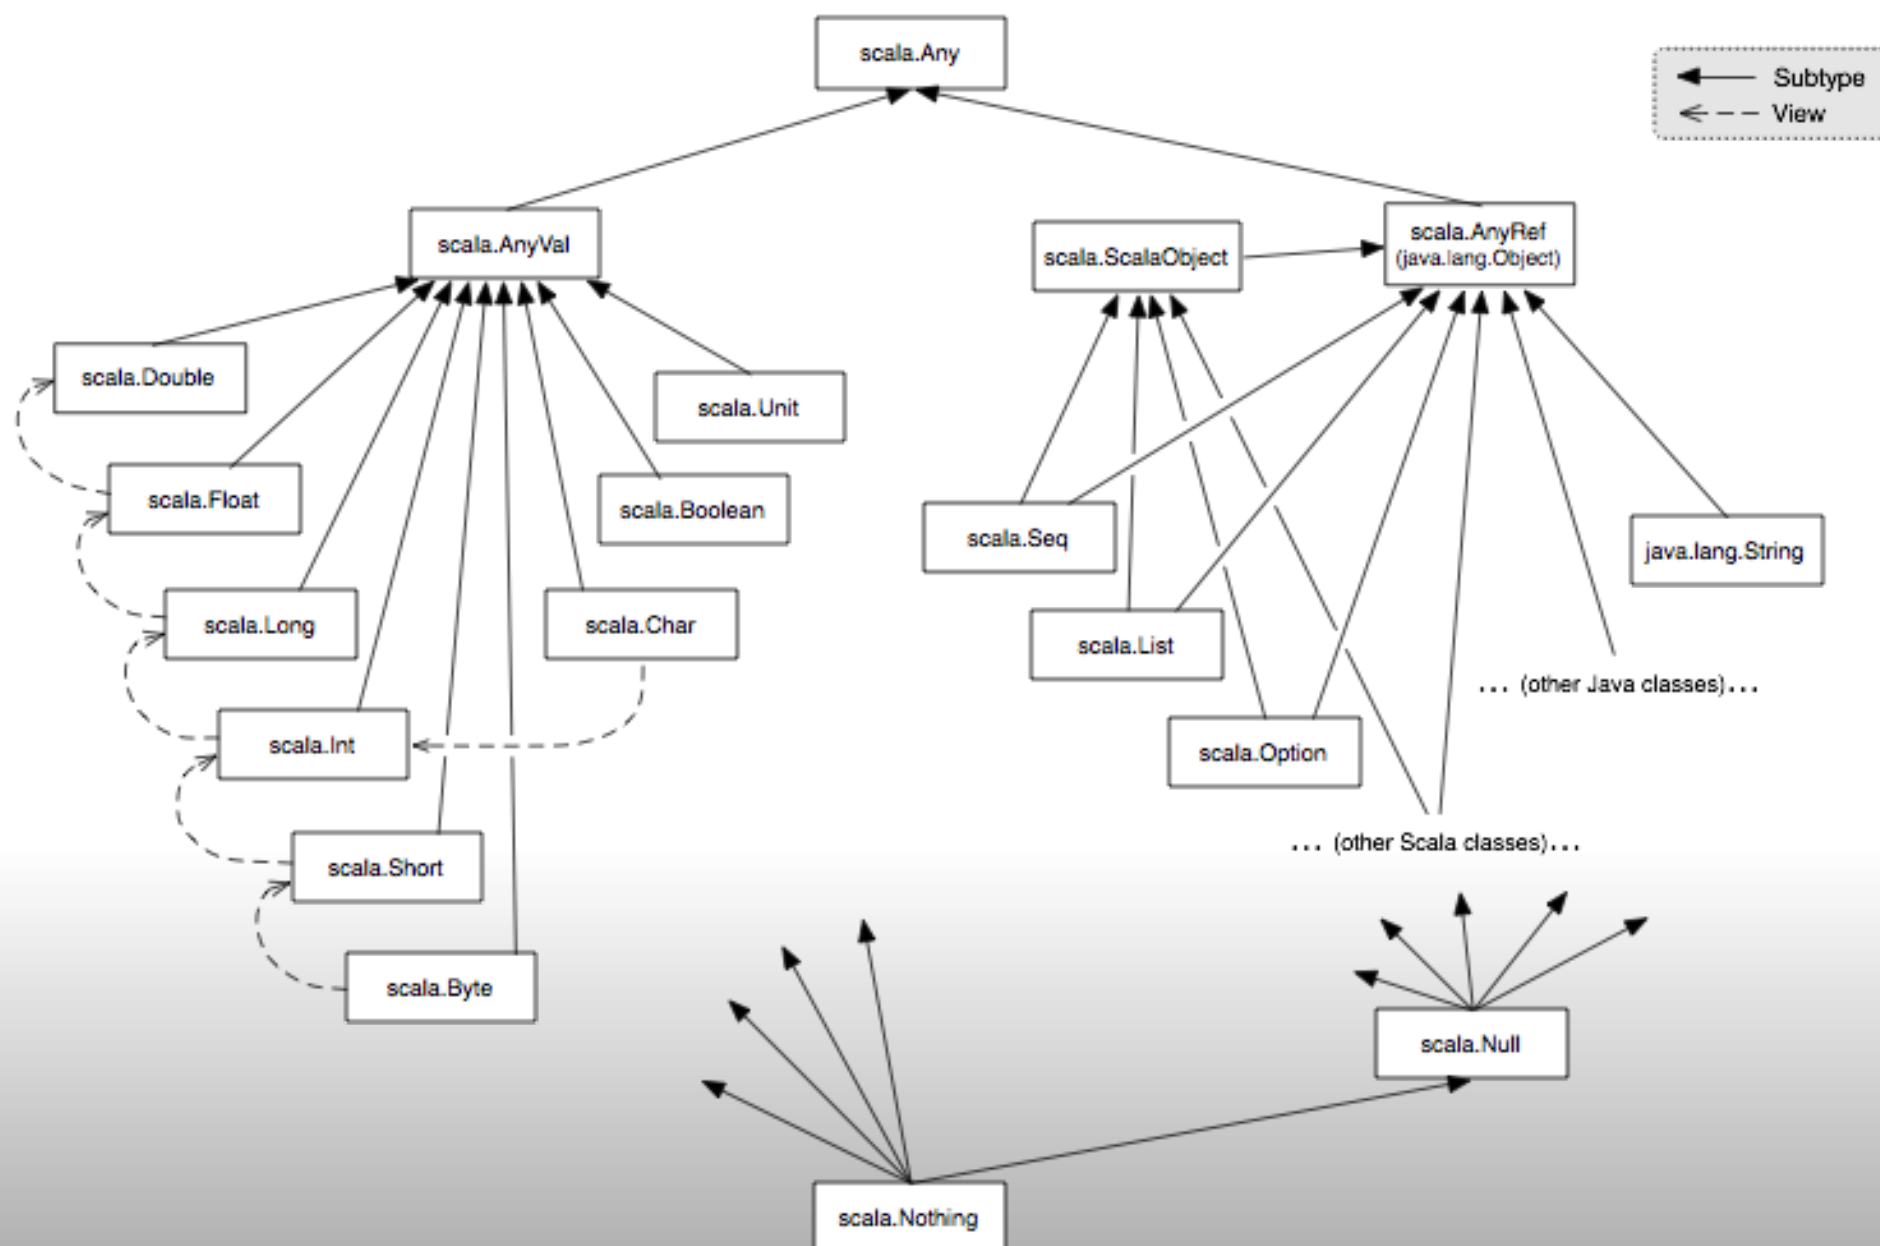 scala.Any
Subtype
View
scala.AnyVal
scala.ScalaObject
scala.AnyRef
(java.lang.Object)
scala.Double
scala.Unit
scala.Float
scala.Boolean
scala.Seq
java.lang.String
scala.Long
scala.Char
scala.List
... (other Java classes)...
scala.Int
scala.Option
... (other Scala classes)...
scala.Short
scala.Byte
scala.Null
scala.Nothing